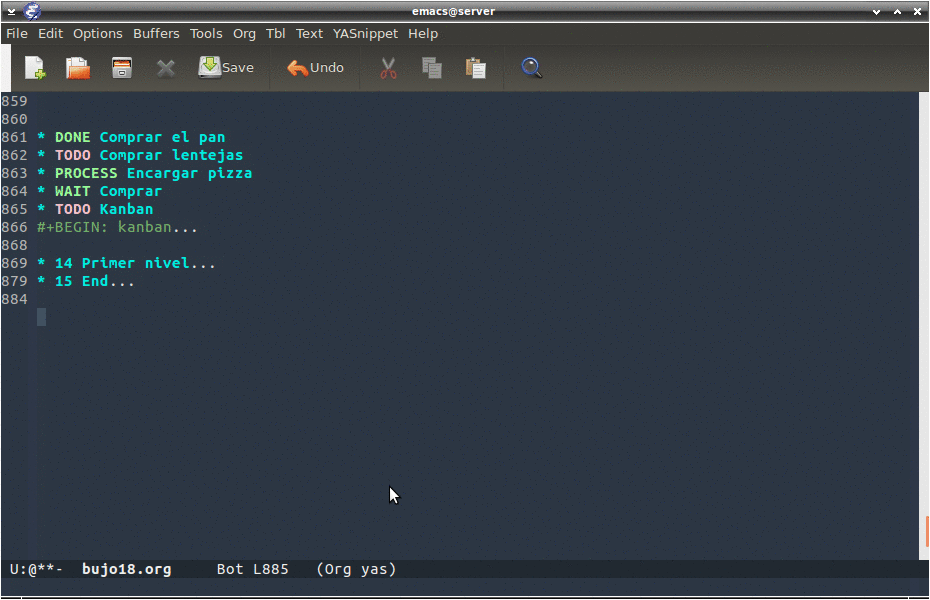 emacs@server
File Edit Options Buffers Tools Org Tbl Text YASnippet Help
Save Undo
859
860
861 * DONE Comprar el pan
862 * TODO Comprar lentejas
863 * PROCESS Encargar pizza
864 * WAIT Comprar
865 * TODO Kanban
866 #+BEGIN: kanban...
868
869 * 14 Primer nivel...
879 * 15 End...
884
U:@**- bujo18.org Bot L885 (Org yas)